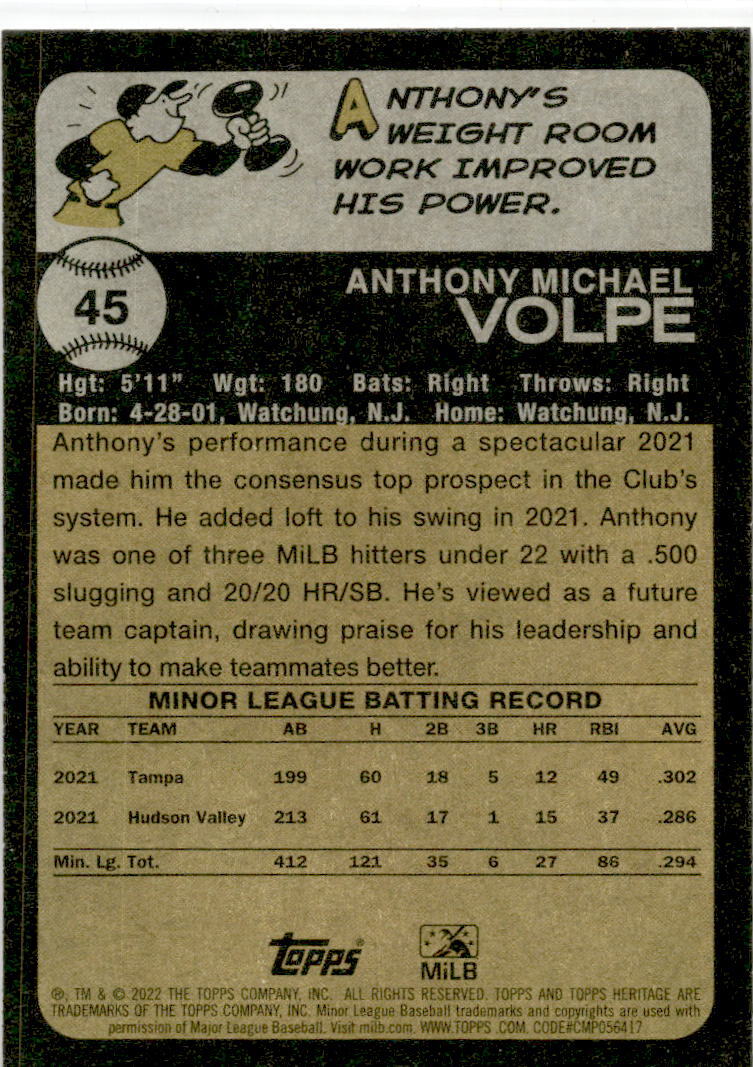 ANTHONY'S
WEIGHT ROOM
WORK IMPROVED
HIS POWER.
45
ANTHONY MICHAEL
VOLPE
Hgt: 5'11" Wgt: 180 Bats: Right Throws: Right
Born: 4-28-01, Watchung, N.J. Home: Watchung, N.J.
Anthony's performance during a spectacular 2021
made him the consensus top prospect in the Club's
system. He added loft to his swing in 2021. Anthony
was one of three MiLB hitters under 22 with a .500
slugging and 20/20 HR/SB. He's viewed as a future
team captain, drawing praise for his leadership and
ability to make teammates better.
MINOR LEAGUE BATTING RECORD
YEAR TEAM AB H 2B 3B HR RBI AVG
2021 Tampa 199 60 18 5 12 49 .302
2021 Hudson Valley 213 61 17 1 15 37 .286
Min. Lg. Tot. 412 121 35 6 27 86 .294
Topps®
MiLB
®, TM & © 2022 THE TOPPS COMPANY, INC. ALL RIGHTS RESERVED. TOPPS AND TOPPS HERITAGE ARE
TRADEMARKS OF THE TOPPS COMPANY, INC. Minor League Baseball trademarks and copyrights are used with
permission of Major League Baseball. Visit milb.com. WWW.TOPPS.COM. CODE#CMP056417